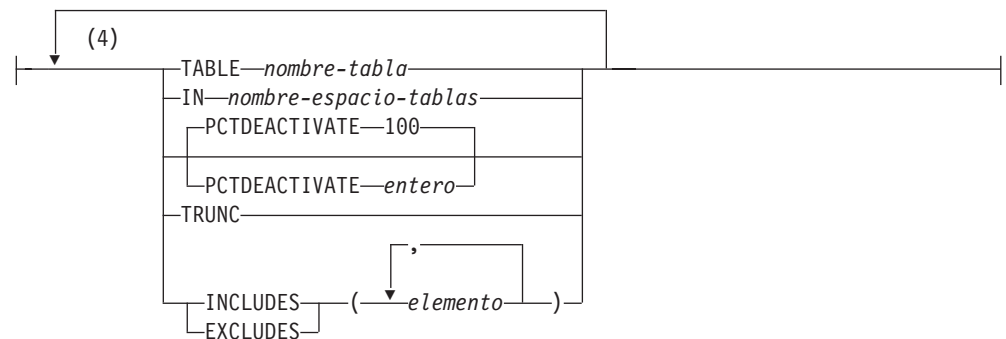 (4)
TABLE nombre-tabla
IN nombre-espacio-tablas
PCTDEACTIVATE 100
PCTDEACTIVATE entero
TRUNC
,
INCLUDES ( elemento )
EXCLUDES